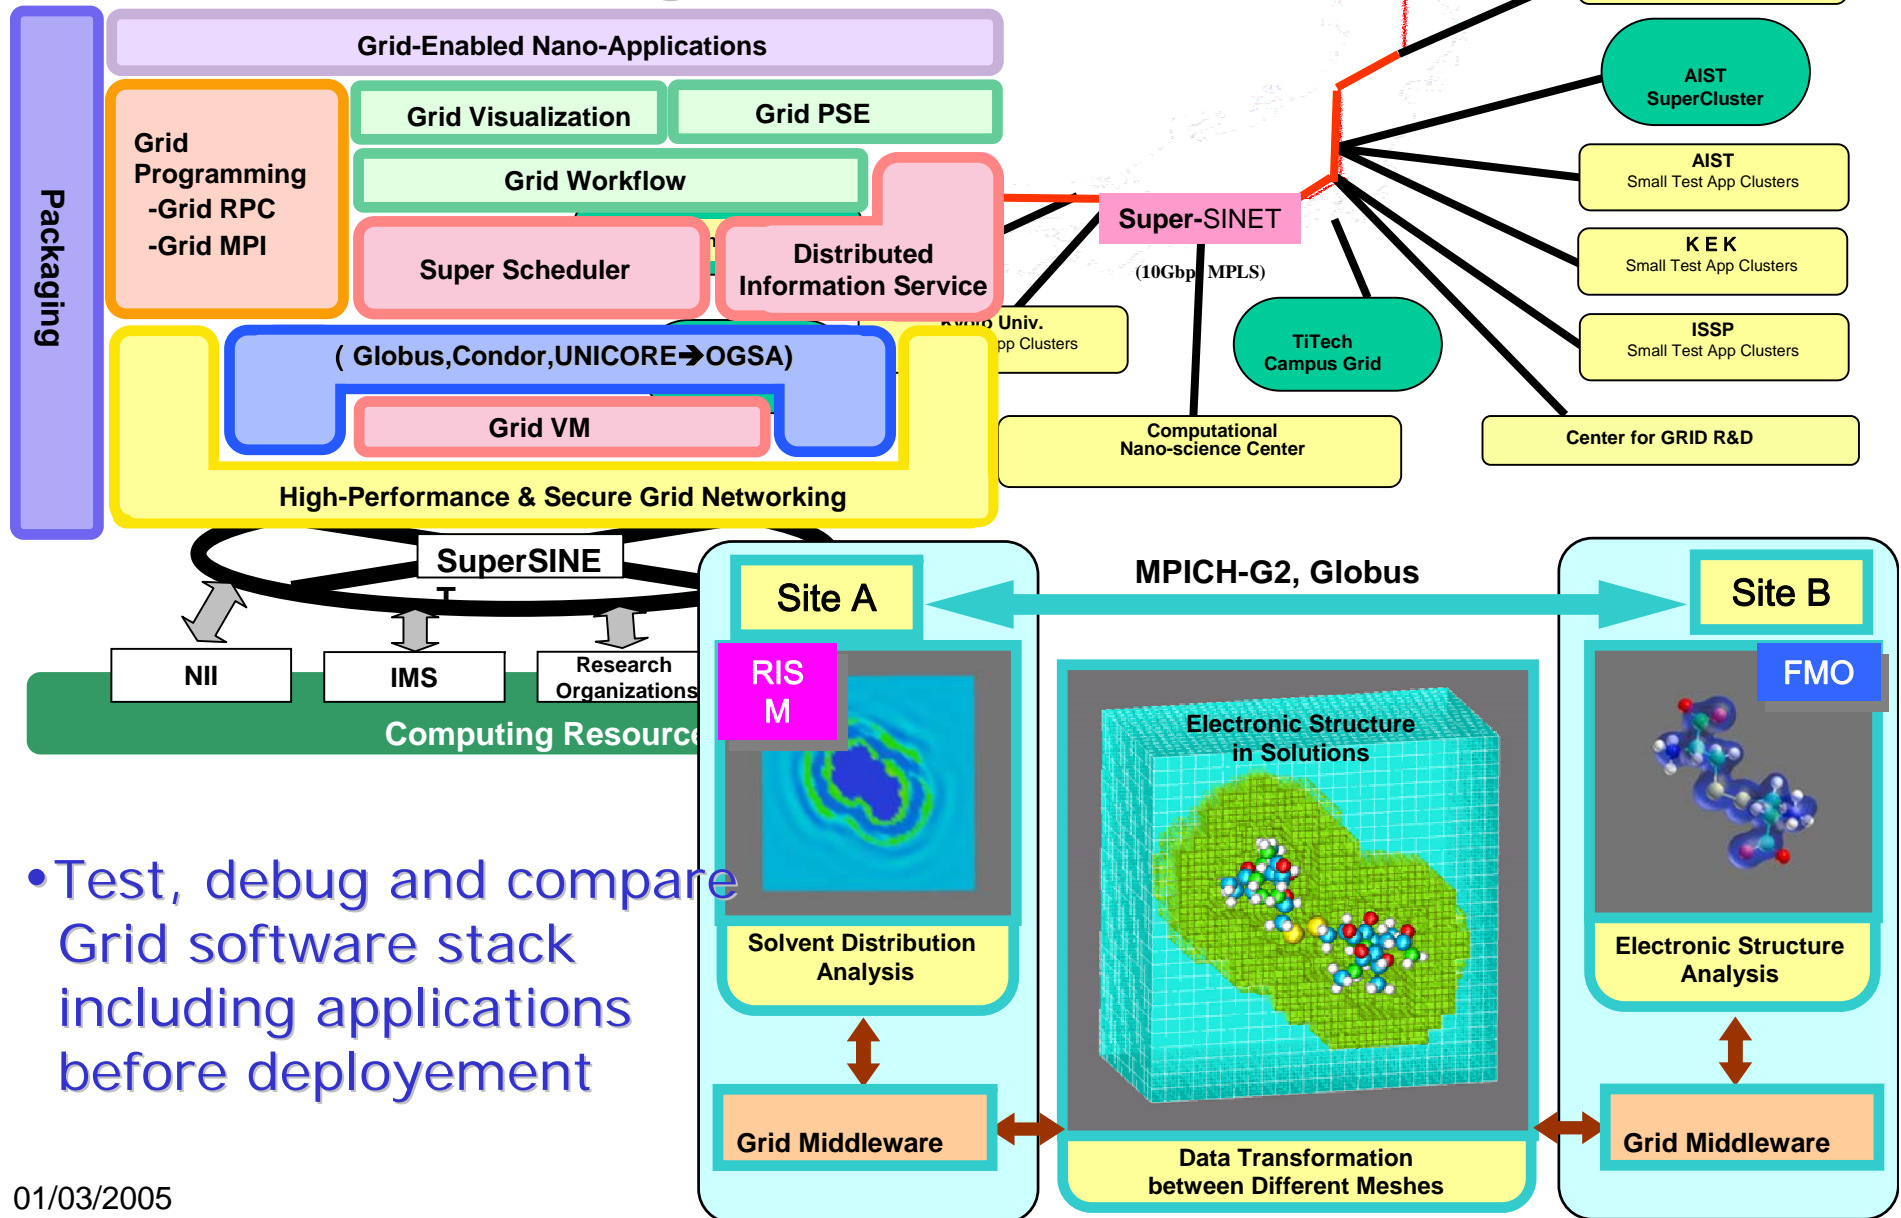 Packaging
Grid-Enabled Nano-Applications
Grid
Programming
-Grid RPC
-Grid MPI
Grid Visualization
Grid PSE
Grid Workflow
Super Scheduler
Distributed
Information Service
( Globus,Condor,UNICORE➔OGSA)
Grid VM
High-Performance & Secure Grid Networking
SuperSINE
T
NII
IMS
Research
Organizations
Computing
AIST
SuperCluster
AIST
Small Test App Clusters
K E K
Small Test App Clusters
ISSP
Small Test App Clusters
Super-SINET
(10Gbp MPLS)
Univ.
Clusters
TiTech
Campus Grid
Computational
Nano-science Center
Center for GRID R&D
Site A
MPICH-G2, Globus
Site B
RIS
M
FMO
Electronic Structure
in Solutions
Solvent Distribution
Analysis
Electronic Structure
Analysis
Grid Middleware
Grid Middleware
Data Transformation
between Different Meshes
•Test, debug and compare
Grid software stack
including applications
before deployement
01/03/2005